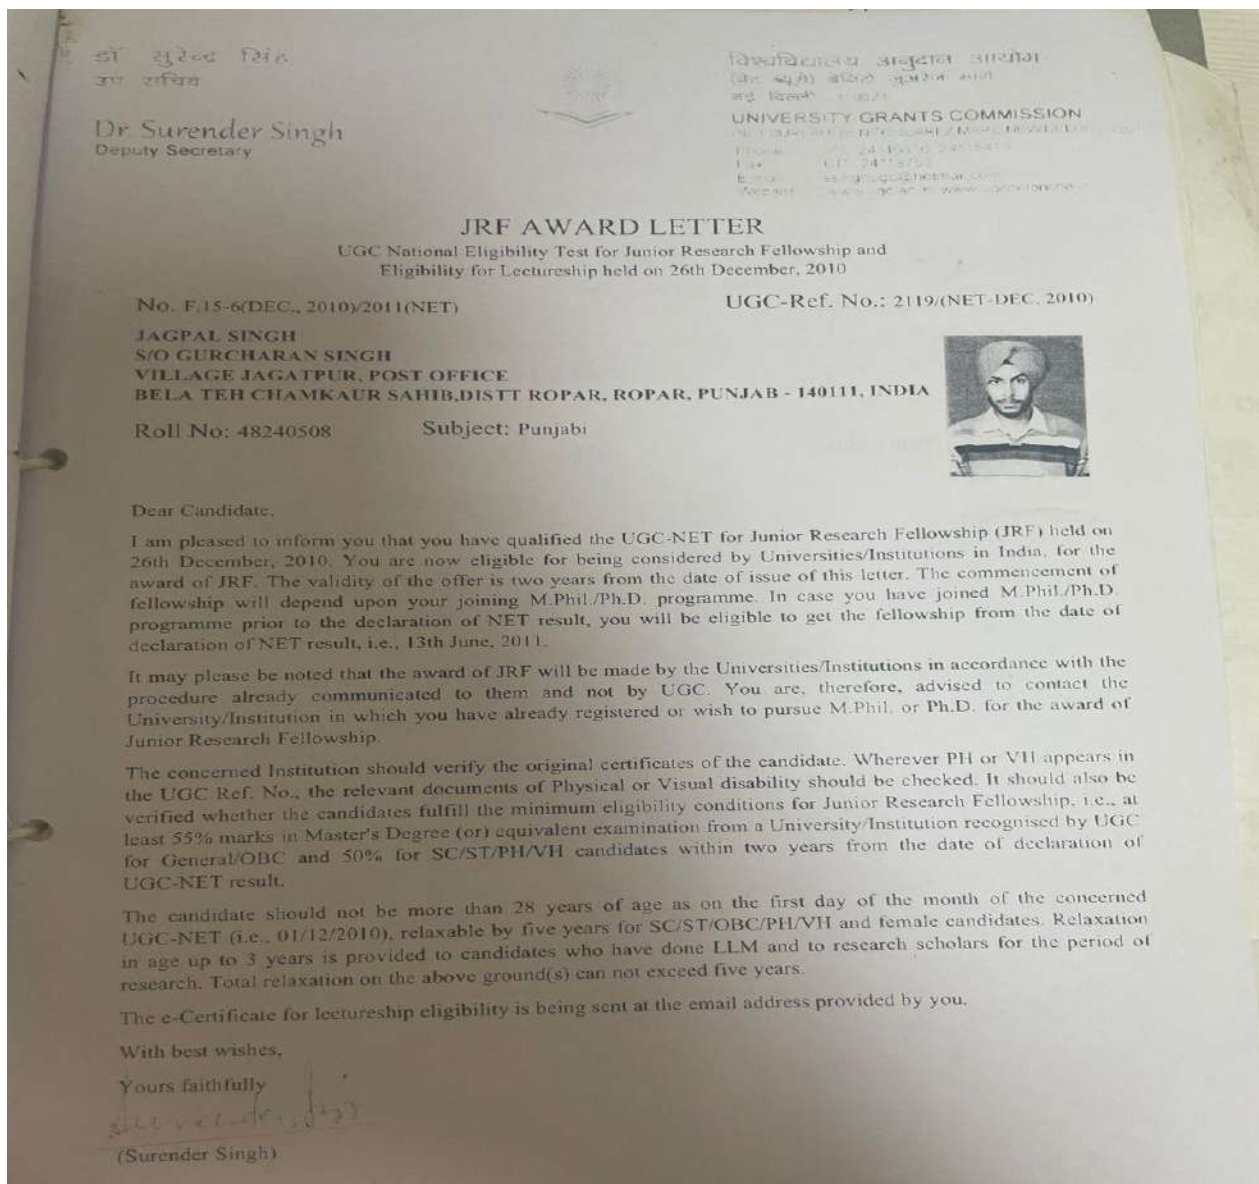 डॉ सुरेन्द्र सिंह
उप सचिव
Dr. Surender Singh
Deputy Secretary
विश्वविद्यालय अनुदान आयोग
नई दिल्ली
UNIVERSITY GRANTS COMMISSION
JRF AWARD LETTER
UGC National Eligibility Test for Junior Research Fellowship and
Eligibility for Lectureship held on 26th December, 2010
No. F.15-6(DEC., 2010)/2011(NET)
UGC-Ref. No.: 2119/(NET-DEC. 2010)
JAGPAL SINGH
S/O GURCHARAN SINGH
VILLAGE JAGATPUR, POST OFFICE
BELA TEH CHAMKAUR SAHIB,DISTT ROPAR, ROPAR, PUNJAB - 140111, INDIA
Roll No: 48240508 Subject: Punjabi
Dear Candidate,
I am pleased to inform you that you have qualified the UGC-NET for Junior Research Fellowship (JRF) held on
26th December, 2010. You are now eligible for being considered by Universities/Institutions in India, for the
award of JRF. The validity of the offer is two years from the date of issue of this letter. The commencement of
fellowship will depend upon your joining M.Phil./Ph.D. programme. In case you have joined M.Phil./Ph.D.
programme prior to the declaration of NET result, you will be eligible to get the fellowship from the date of
declaration of NET result, i.e., 13th June, 2011.
It may please be noted that the award of JRF will be made by the Universities/Institutions in accordance with the
procedure already communicated to them and not by UGC. You are, therefore, advised to contact the
University/Institution in which you have already registered or wish to pursue M.Phil. or Ph.D. for the award of
Junior Research Fellowship.
The concerned Institution should verify the original certificates of the candidate. Wherever PH or VH appears in
the UGC Ref. No., the relevant documents of Physical or Visual disability should be checked. It should also be
verified whether the candidates fulfill the minimum eligibility conditions for Junior Research Fellowship, i.e., at
least 55% marks in Master's Degree (or) equivalent examination from a University/Institution recognised by UGC
for General/OBC and 50% for SC/ST/PH/VH candidates within two years from the date of declaration of
UGC-NET result.
The candidate should not be more than 28 years of age as on the first day of the month of the concerned
UGC-NET (i.e., 01/12/2010), relaxable by five years for SC/ST/OBC/PH/VH and female candidates. Relaxation
in age up to 3 years is provided to candidates who have done LLM and to research scholars for the period of
research. Total relaxation on the above ground(s) can not exceed five years.
The e-Certificate for lectureship eligibility is being sent at the email address provided by you.
With best wishes,
Yours faithfully
(Surender Singh)